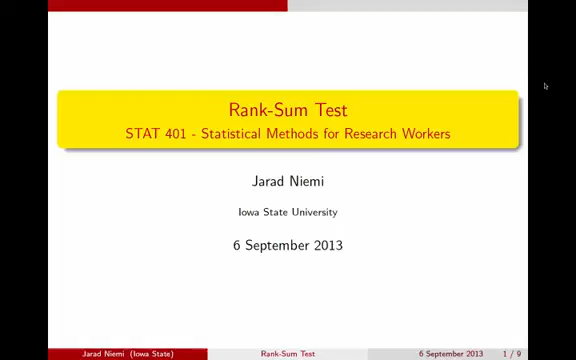 Rank-Sum Test
STAT 401 - Statistical Methods for Research Workers
Jarad Niemi
Iowa State University
6 September 2013
Jarad Niemi (Iowa State) Rank-Sum Test 6 September 2013 1 / 9